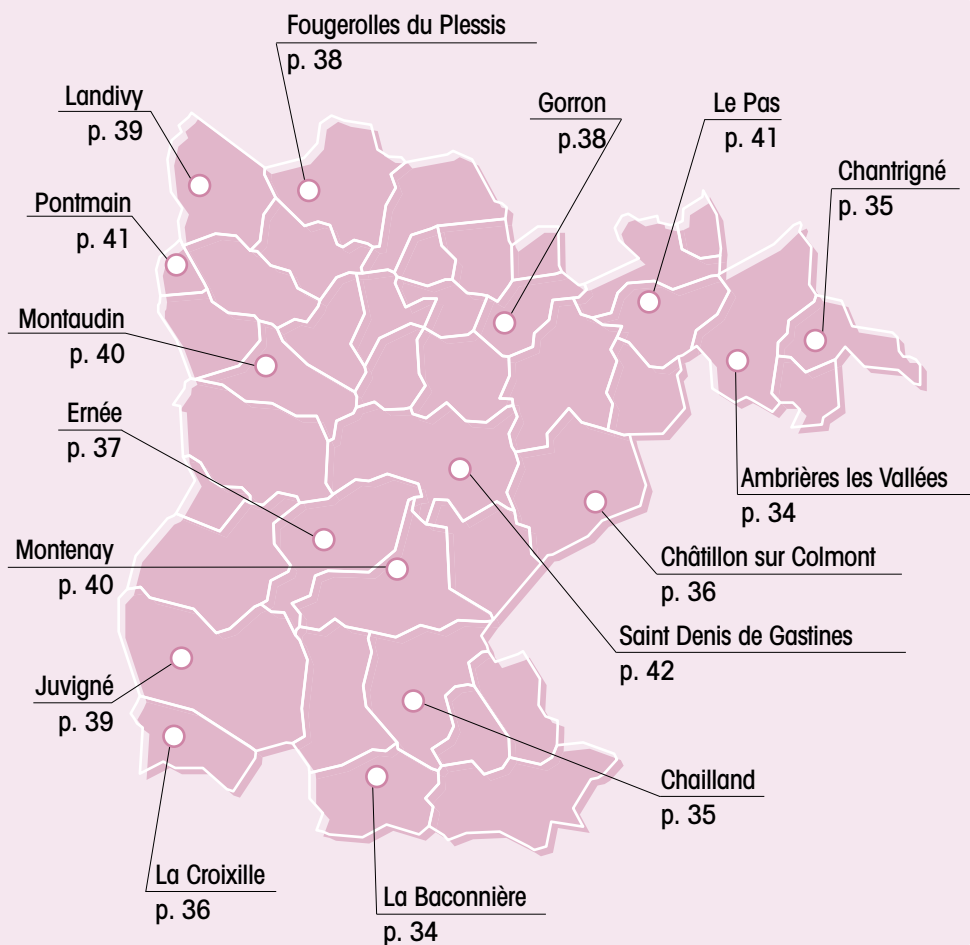 Fougerolles du Plessis
p. 38
Landivy
p. 39
Gorron
p.38
Le Pas
p. 41
Chantrigné
p. 35
Pontmain
p. 41
Montaudin
p. 40
Ernée
p. 37
Ambrières les Vallées
p. 34
Montenay
p. 40
Châtillon sur Colmont
p. 36
Saint Denis de Gastines
p. 42
Juvigné
p. 39
Chailland
p. 35
La Croixille
p. 36
La Baconnière
p. 34